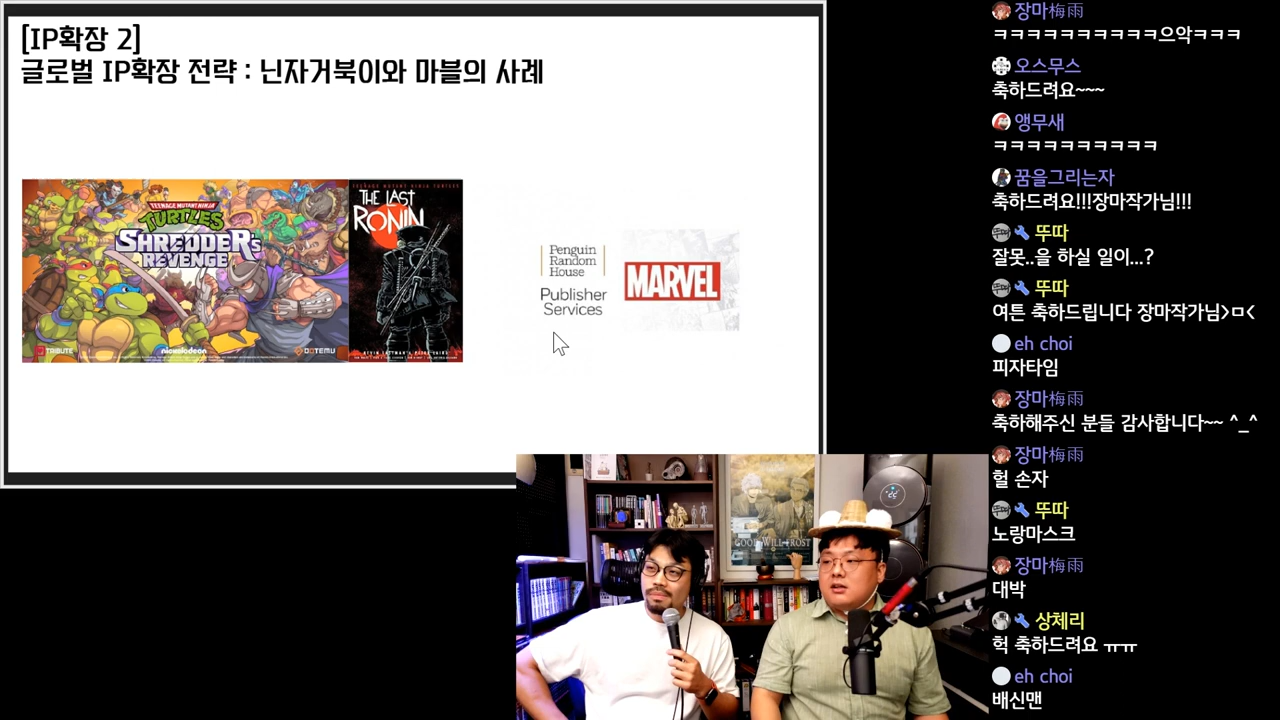 [IP확장 2]
글로벌 IP확장 전략 : 닌자거북이와 마블의 사례
TEENAGE MUTANT NINJA
TURTLES
SHREDDER's
REVENGE
TRIBUTE
nickelodeon
DOTEMU
TEENAGE MUTANT NINJA TURTLES
THE LAST
RONIN
Penguin
Random
House
Publisher
Services
MARVEL
GOOD WILL FROST
장마梅雨
ㅋㅋㅋㅋㅋㅋㅋㅋㅋㅋ으악ㅋㅋㅋ
오스무스
축하드려요~~~
앵무새
ㅋㅋㅋㅋㅋㅋㅋㅋㅋㅋ
꿈을그리는자
축하드려요!!!장마작가님!!!
뚜따
잘못..을 하실 일이...?
뚜따
여튼 축하드립니다 장마작가님>ㅁ<
eh choi
피자타임
장마梅雨
축하해주신 분들 감사합니다~~ ^_^
장마梅雨
헐 손자
뚜따
노랑마스크
장마梅雨
대박
상체리
헉 축하드려요 ㅠㅠ
eh choi
배신맨